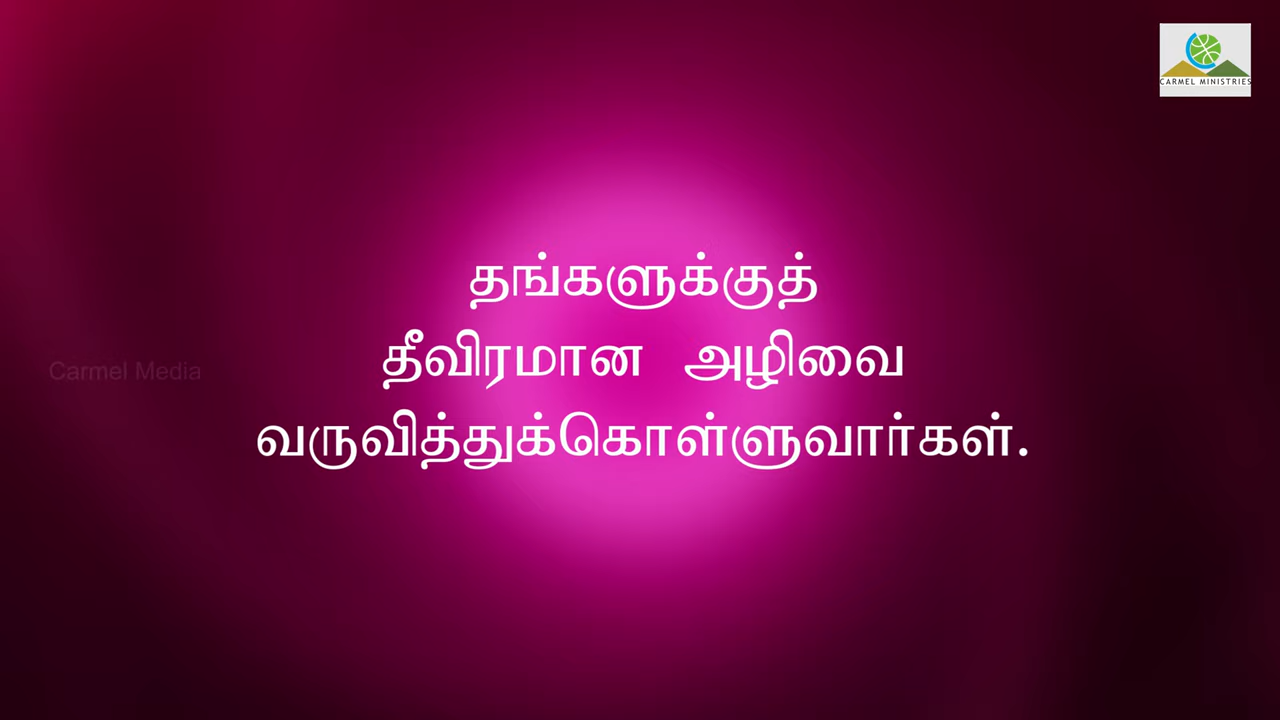 CARMEL MINISTRIES
தங்களுக்குத்
தீவிரமான அழிவை
Carmel Media
வருவித்துக்கொள்ளுவார்கள்.